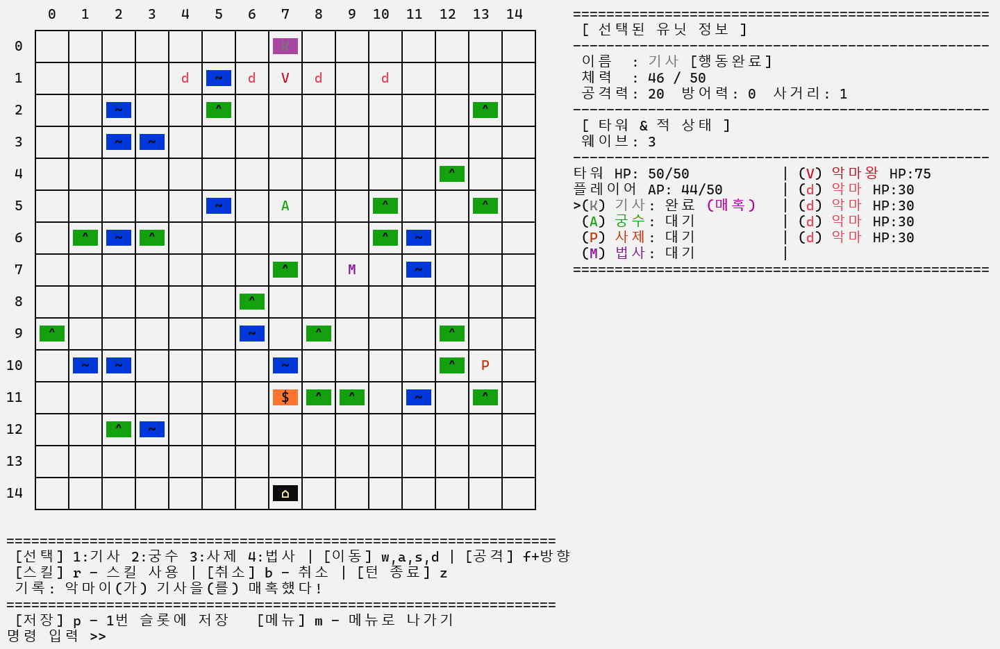 0 1 2 3 4 5 6 7 8 9 10 11 12 13 14
0 K
1 d ~ d V d d
2 ~ ^ ^
3 ~ ~
4 ^
5 ~ A ^ ^
6 ^ ~ ^ ^ ~
7 ^ M ~
8 ^
9 ^ ~ ^ ^
10 ~ ~ ~ ^ P
11 $ ^ ^ ~ ^
12 ^ ~
13
14 ⌂
==================================================
[ 선택된 유닛 정보 ]
--------------------------------------------------
이름 : 기사 [행동완료]
체력 : 46 / 50
공격력: 20 방어력: 0 사거리: 1
--------------------------------------------------
[ 타워 & 적 상태 ]
웨이브: 3
--------------------------------------------------
타워 HP: 50/50 | (V) 악마왕 HP:75
플레이어 AP: 44/50 | (d) 악마 HP:30
>(K) 기사: 완료 (매혹) | (d) 악마 HP:30
(A) 궁수: 대기 | (d) 악마 HP:30
(P) 사제: 대기 | (d) 악마 HP:30
(M) 법사: 대기 |
==================================================
==================================================================
[선택] 1:기사 2:궁수 3:사제 4:법사 | [이동] w,a,s,d | [공격] f+방향
[스킬] r - 스킬 사용 | [취소] b - 취소 | [턴 종료] z
기록: 악마이(가) 기사을(를) 매혹했다!
==================================================================
[저장] p - 1번 슬롯에 저장 [메뉴] m - 메뉴로 나가기
명령 입력 >>